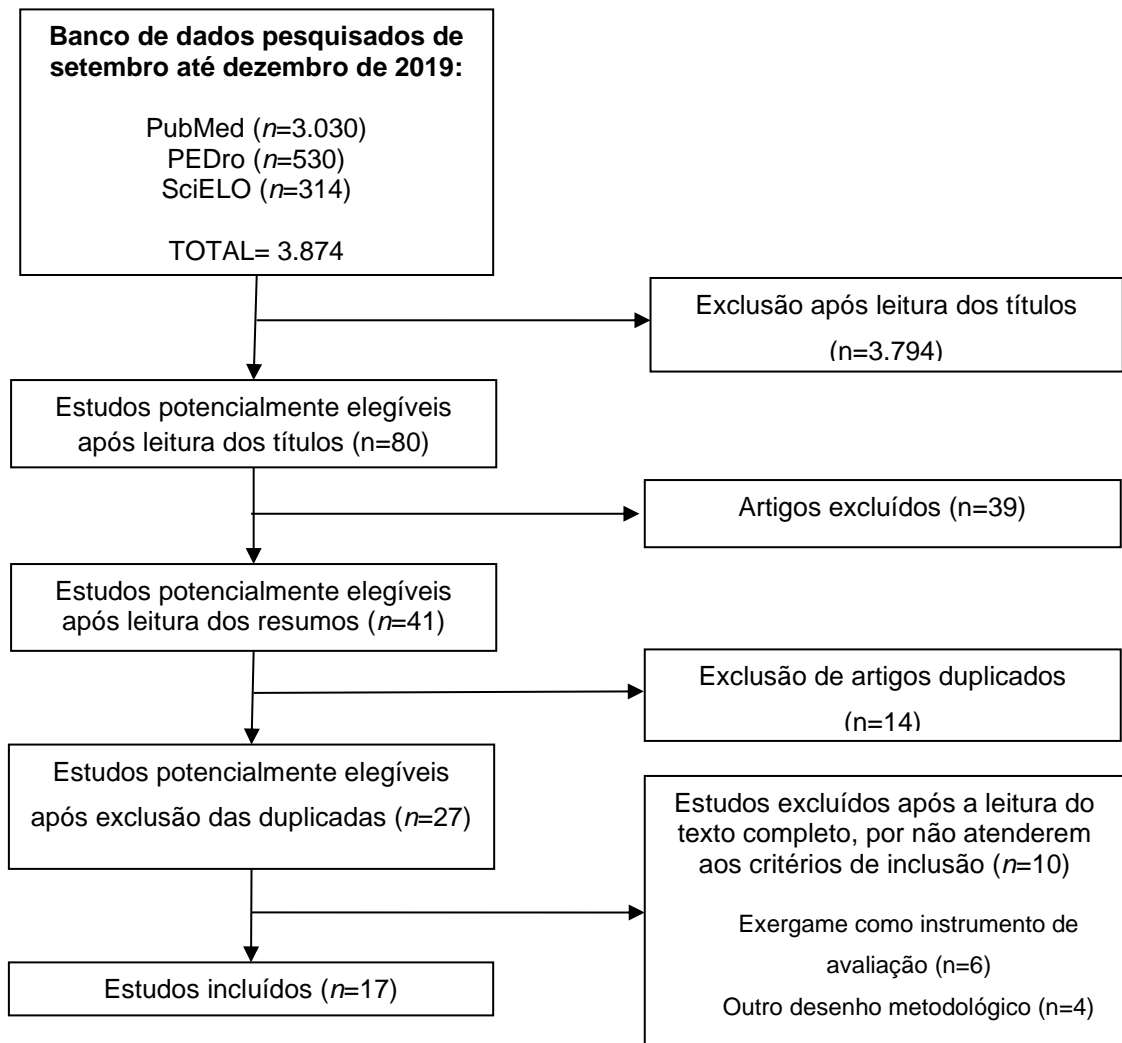 Banco de dados pesquisados de
setembro até dezembro de 2019:
PubMed (n=3.030)
PEDro (n=530)
SciELO (n=314)
TOTAL= 3.874
Exclusão após leitura dos títulos
(n=3.794)
Estudos potencialmente elegíveis
após leitura dos títulos (n=80)
Artigos excluídos (n=39)
Estudos potencialmente elegíveis
após leitura dos resumos (n=41)
Exclusão de artigos duplicados
(n=14)
Estudos potencialmente elegíveis
após exclusão das duplicadas (n=27)
Estudos excluídos após a leitura do
texto completo, por não atenderem
aos critérios de inclusão (n=10)
Exergame como instrumento de
avaliação (n=6)
Outro desenho metodológico (n=4)
Estudos incluídos (n=17)